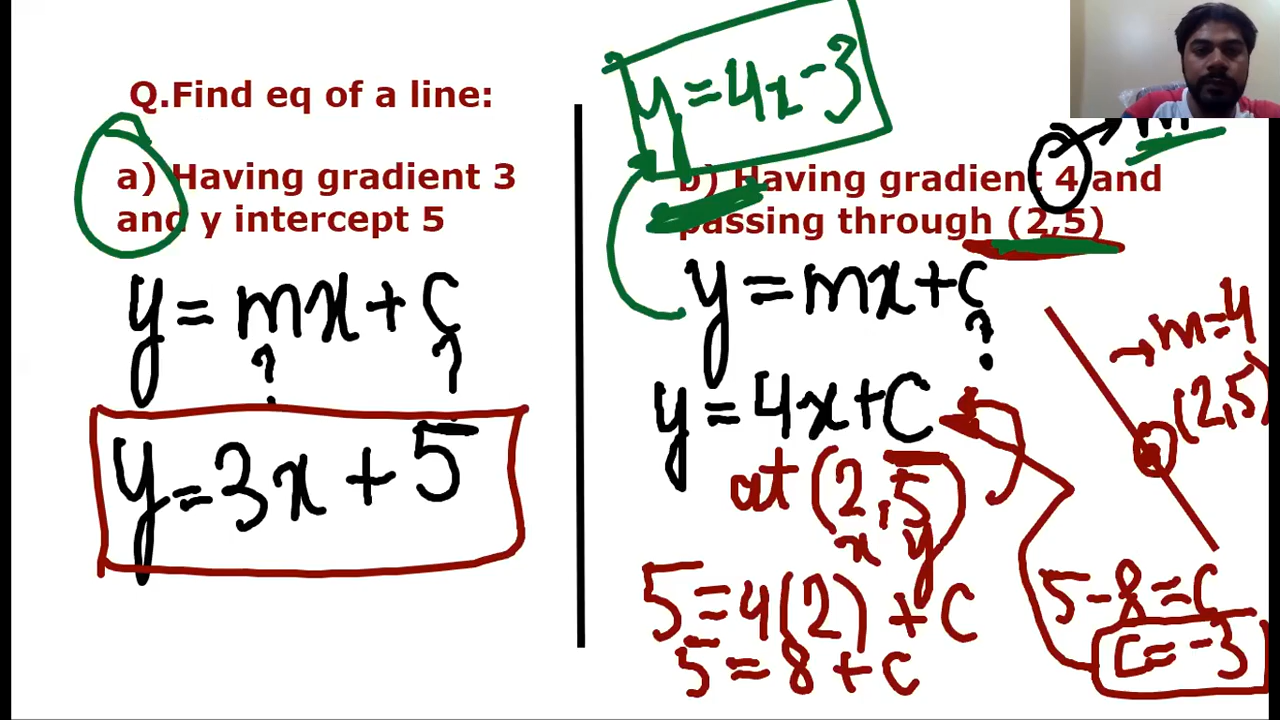 Q.Find eq of a line:
a) Having gradient 3
and y intercept 5
y = mx + c
? ?
y = 3x + 5
y = 4x - 3
m
b) Having gradient 4 and
passing through (2,5)
y = mx + c
?
y = 4x + C
at (2,5)
x y
5 = 4(2) + C
5 = 8 + C
→ m = 4
(2,5)
5 - 8 = C
C = -3